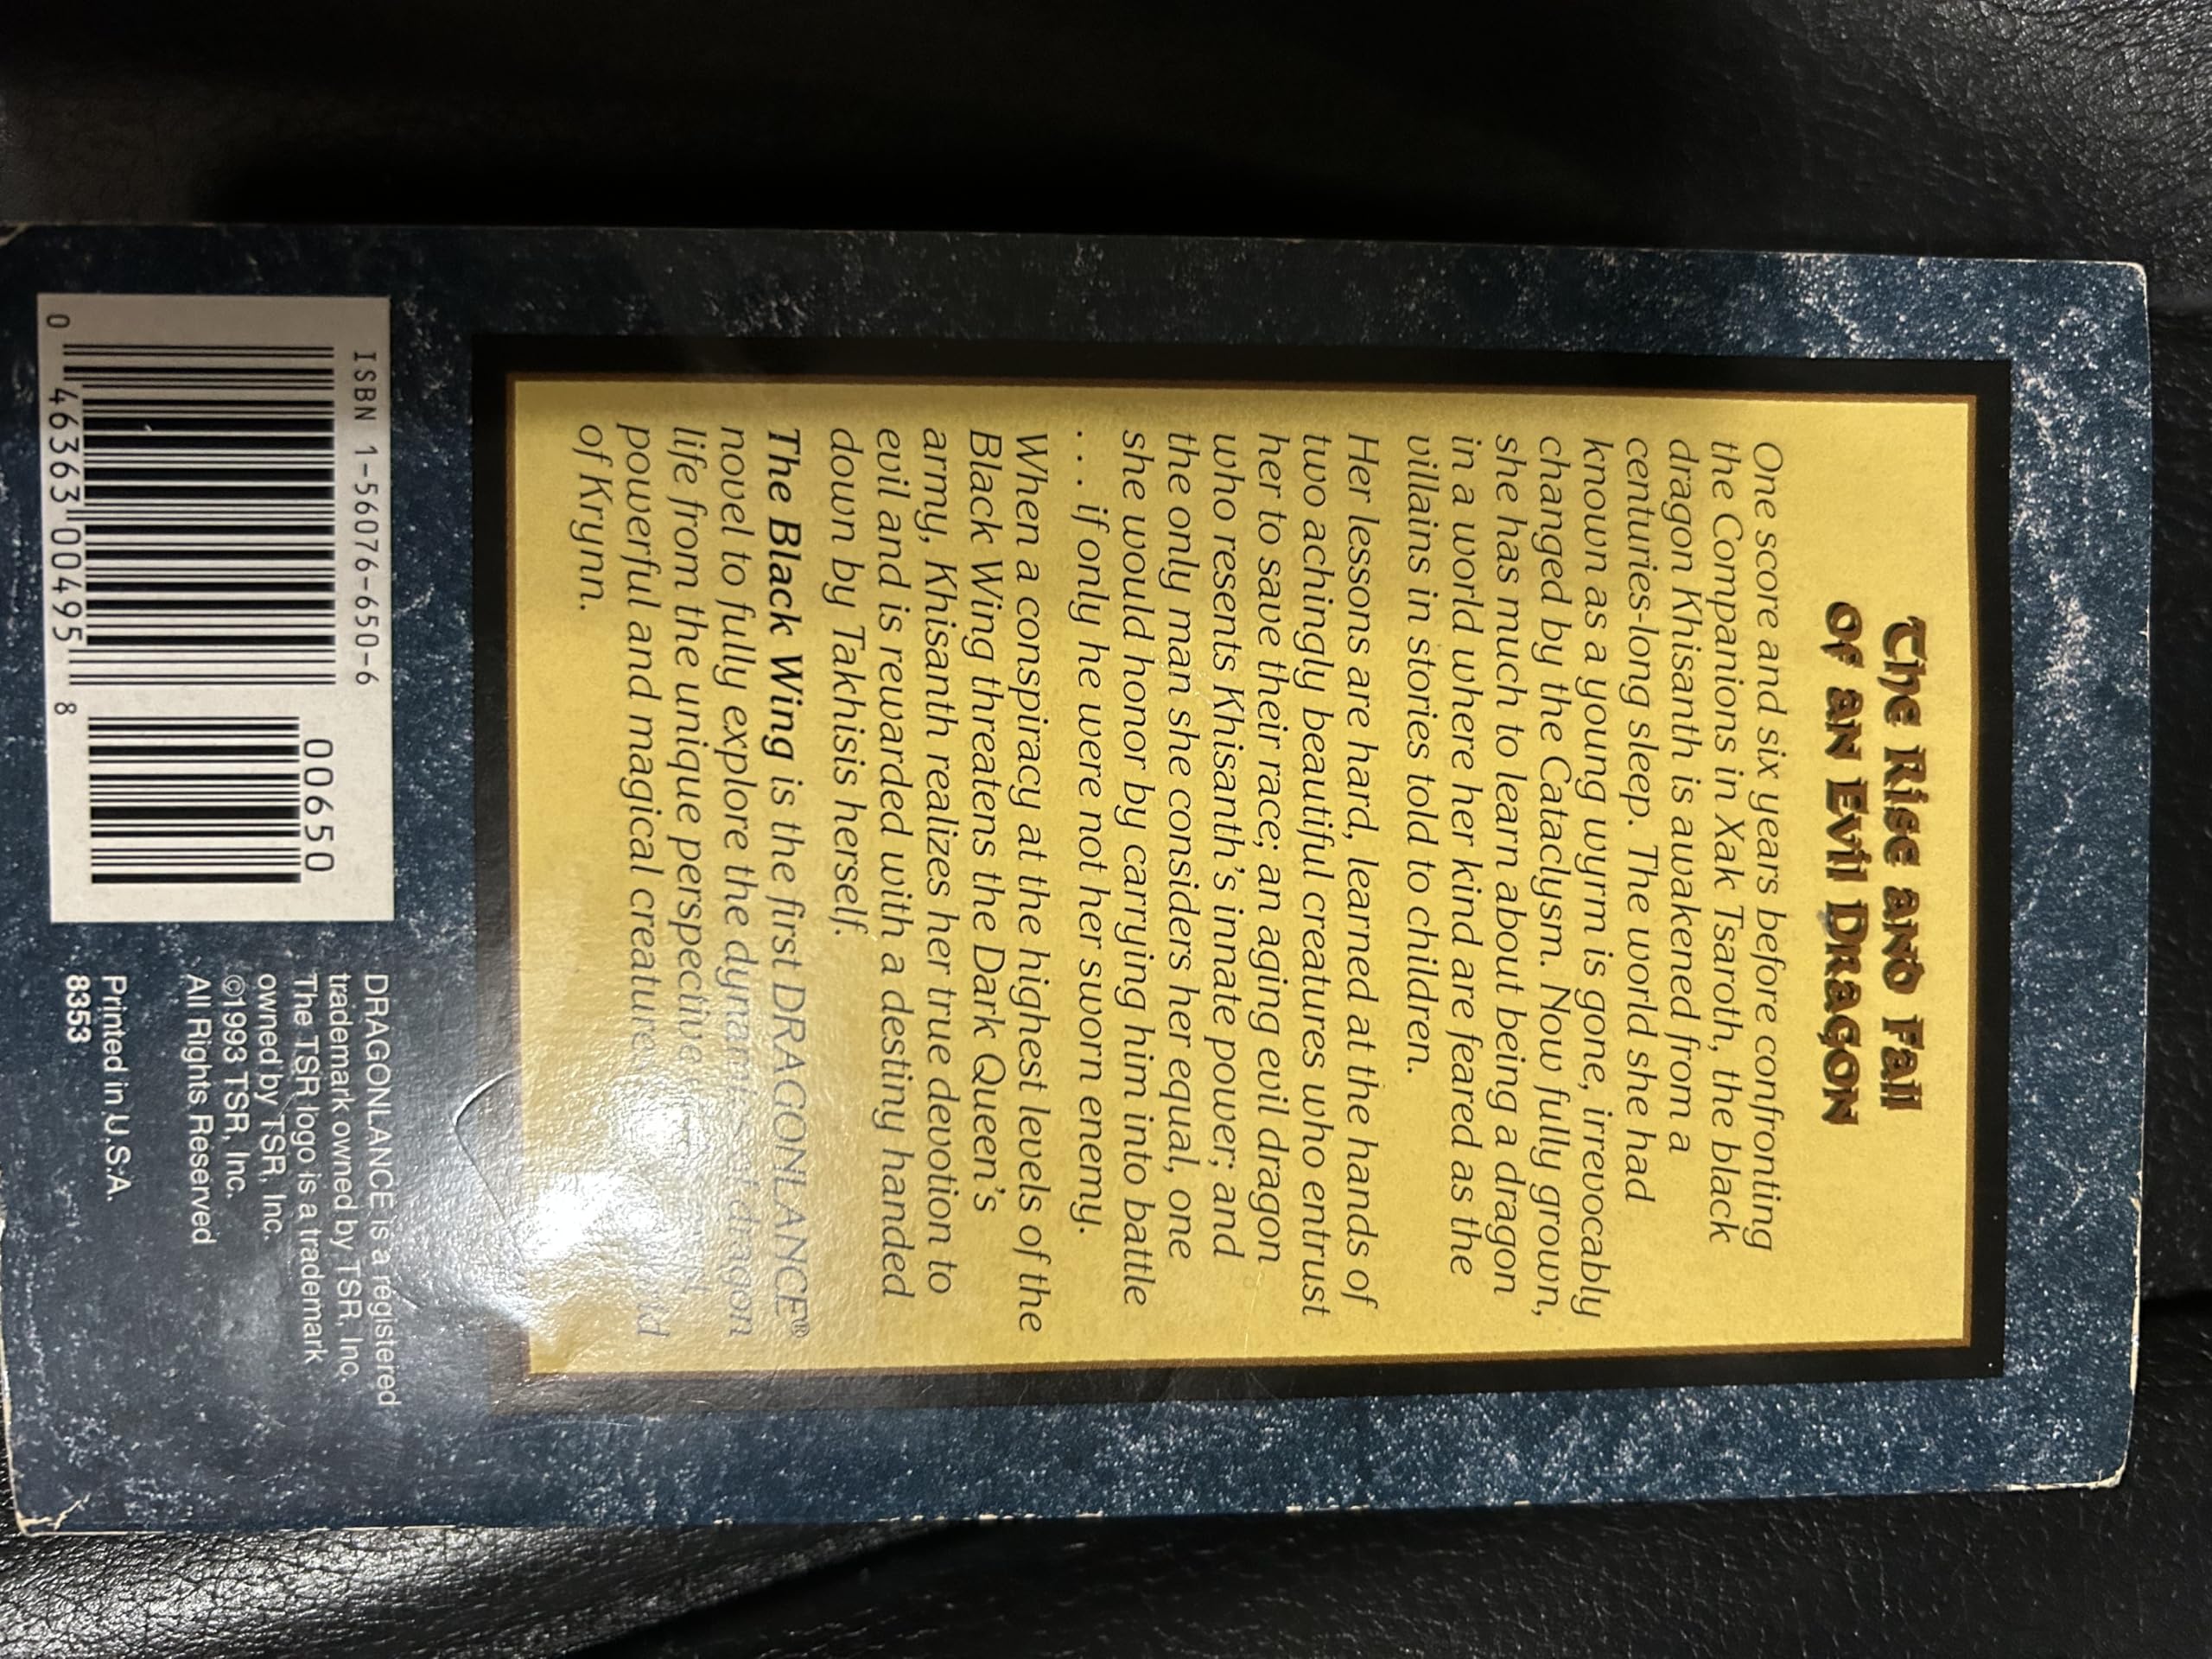 The Rise and Fall
of an Evil Dragon
One score and six years before confronting
the Companions in Xak Tsaroth, the black
dragon Khisanth is awakened from a
centuries-long sleep. The world she had
known as a young wyrm is gone, irrevocably
changed by the Cataclysm. Now fully grown,
she has much to learn about being a dragon
in a world where her kind are feared as the
villains in stories told to children.
Her lessons are hard, learned at the hands of
two achingly beautiful creatures who entrust
her to save their race; an aging evil dragon
who resents Khisanth's innate power; and
the only man she considers her equal, one
she would honor by carrying him into battle
. . . if only he were not her sworn enemy.
When a conspiracy at the highest levels of the
Black Wing threatens the Dark Queen's
army, Khisanth realizes her true devotion to
evil and is rewarded with a destiny handed
down by Takhisis herself.
The Black Wing is the first DRAGONLANCE®
novel to fully explore the dynamics of dragon
life from the unique perspective
powerful and magical creature
of Krynn.
ISBN 1-56076-650-6
0 46363 00495 8
00650
DRAGONLANCE is a registered
trademark owned by TSR, Inc.
The TSR logo is a trademark
owned by TSR, Inc.
©1993 TSR, Inc.
All Rights Reserved
Printed in U.S.A.
8353